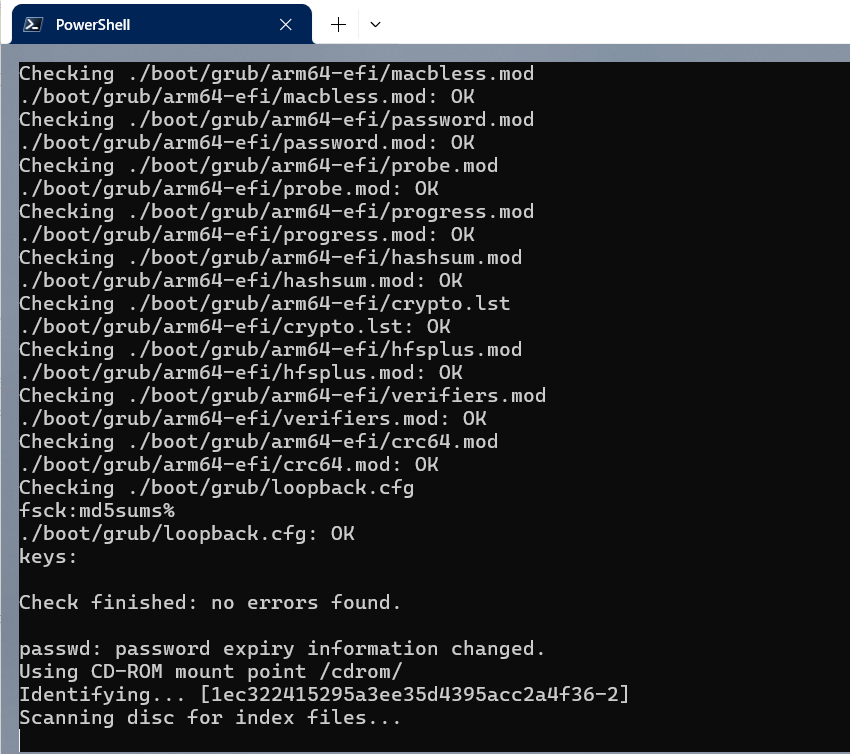 PowerShell
Checking ./boot/grub/arm64-efi/macbless.mod
./boot/grub/arm64-efi/macbless.mod: OK
Checking ./boot/grub/arm64-efi/password.mod
./boot/grub/arm64-efi/password.mod: OK
Checking ./boot/grub/arm64-efi/probe.mod
./boot/grub/arm64-efi/probe.mod: OK
Checking ./boot/grub/arm64-efi/progress.mod
./boot/grub/arm64-efi/progress.mod: OK
Checking ./boot/grub/arm64-efi/hashsum.mod
./boot/grub/arm64-efi/hashsum.mod: OK
Checking ./boot/grub/arm64-efi/crypto.lst
./boot/grub/arm64-efi/crypto.lst: OK
Checking ./boot/grub/arm64-efi/hfsplus.mod
./boot/grub/arm64-efi/hfsplus.mod: OK
Checking ./boot/grub/arm64-efi/verifiers.mod
./boot/grub/arm64-efi/verifiers.mod: OK
Checking ./boot/grub/arm64-efi/crc64.mod
./boot/grub/arm64-efi/crc64.mod: OK
Checking ./boot/grub/loopback.cfg
fsck:md5sums%
./boot/grub/loopback.cfg: OK
keys:
Check finished: no errors found.
passwd: password expiry information changed.
Using CD-ROM mount point /cdrom/
Identifying... [1ec322415295a3ee35d4395acc2a4f36-2]
Scanning disc for index files...